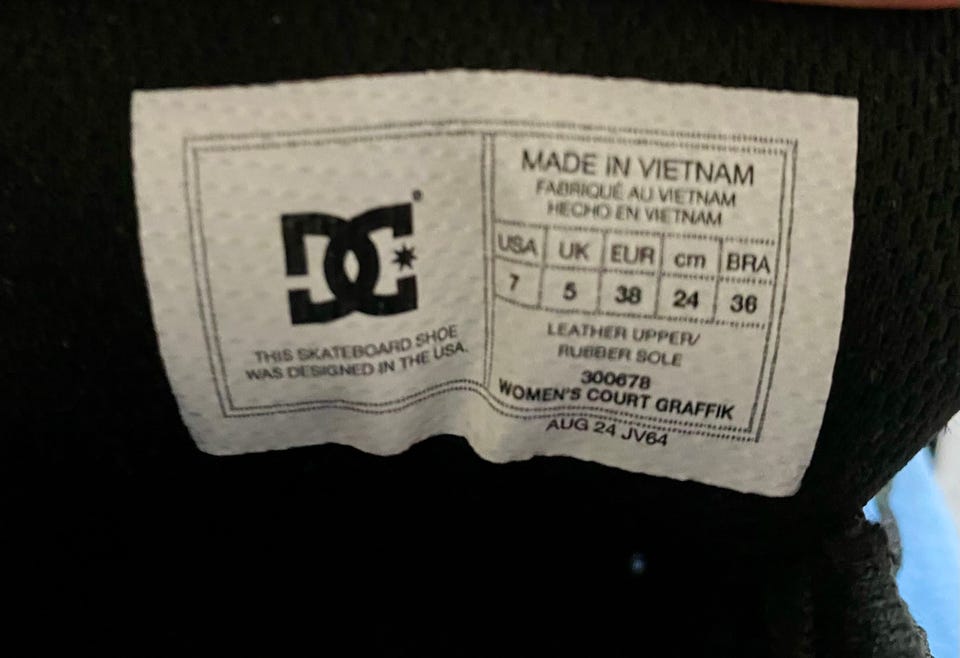 DC
THIS SKATEBOARD SHOE
WAS DESIGNED IN THE USA.
MADE IN VIETNAM
FABRIQUÉ AU VIETNAM
HECHO EN VIETNAM
USA UK EUR cm BRA
7 5 38 24 36
LEATHER UPPER/
RUBBER SOLE
300678
WOMEN'S COURT GRAFFIK
AUG 24 JV64